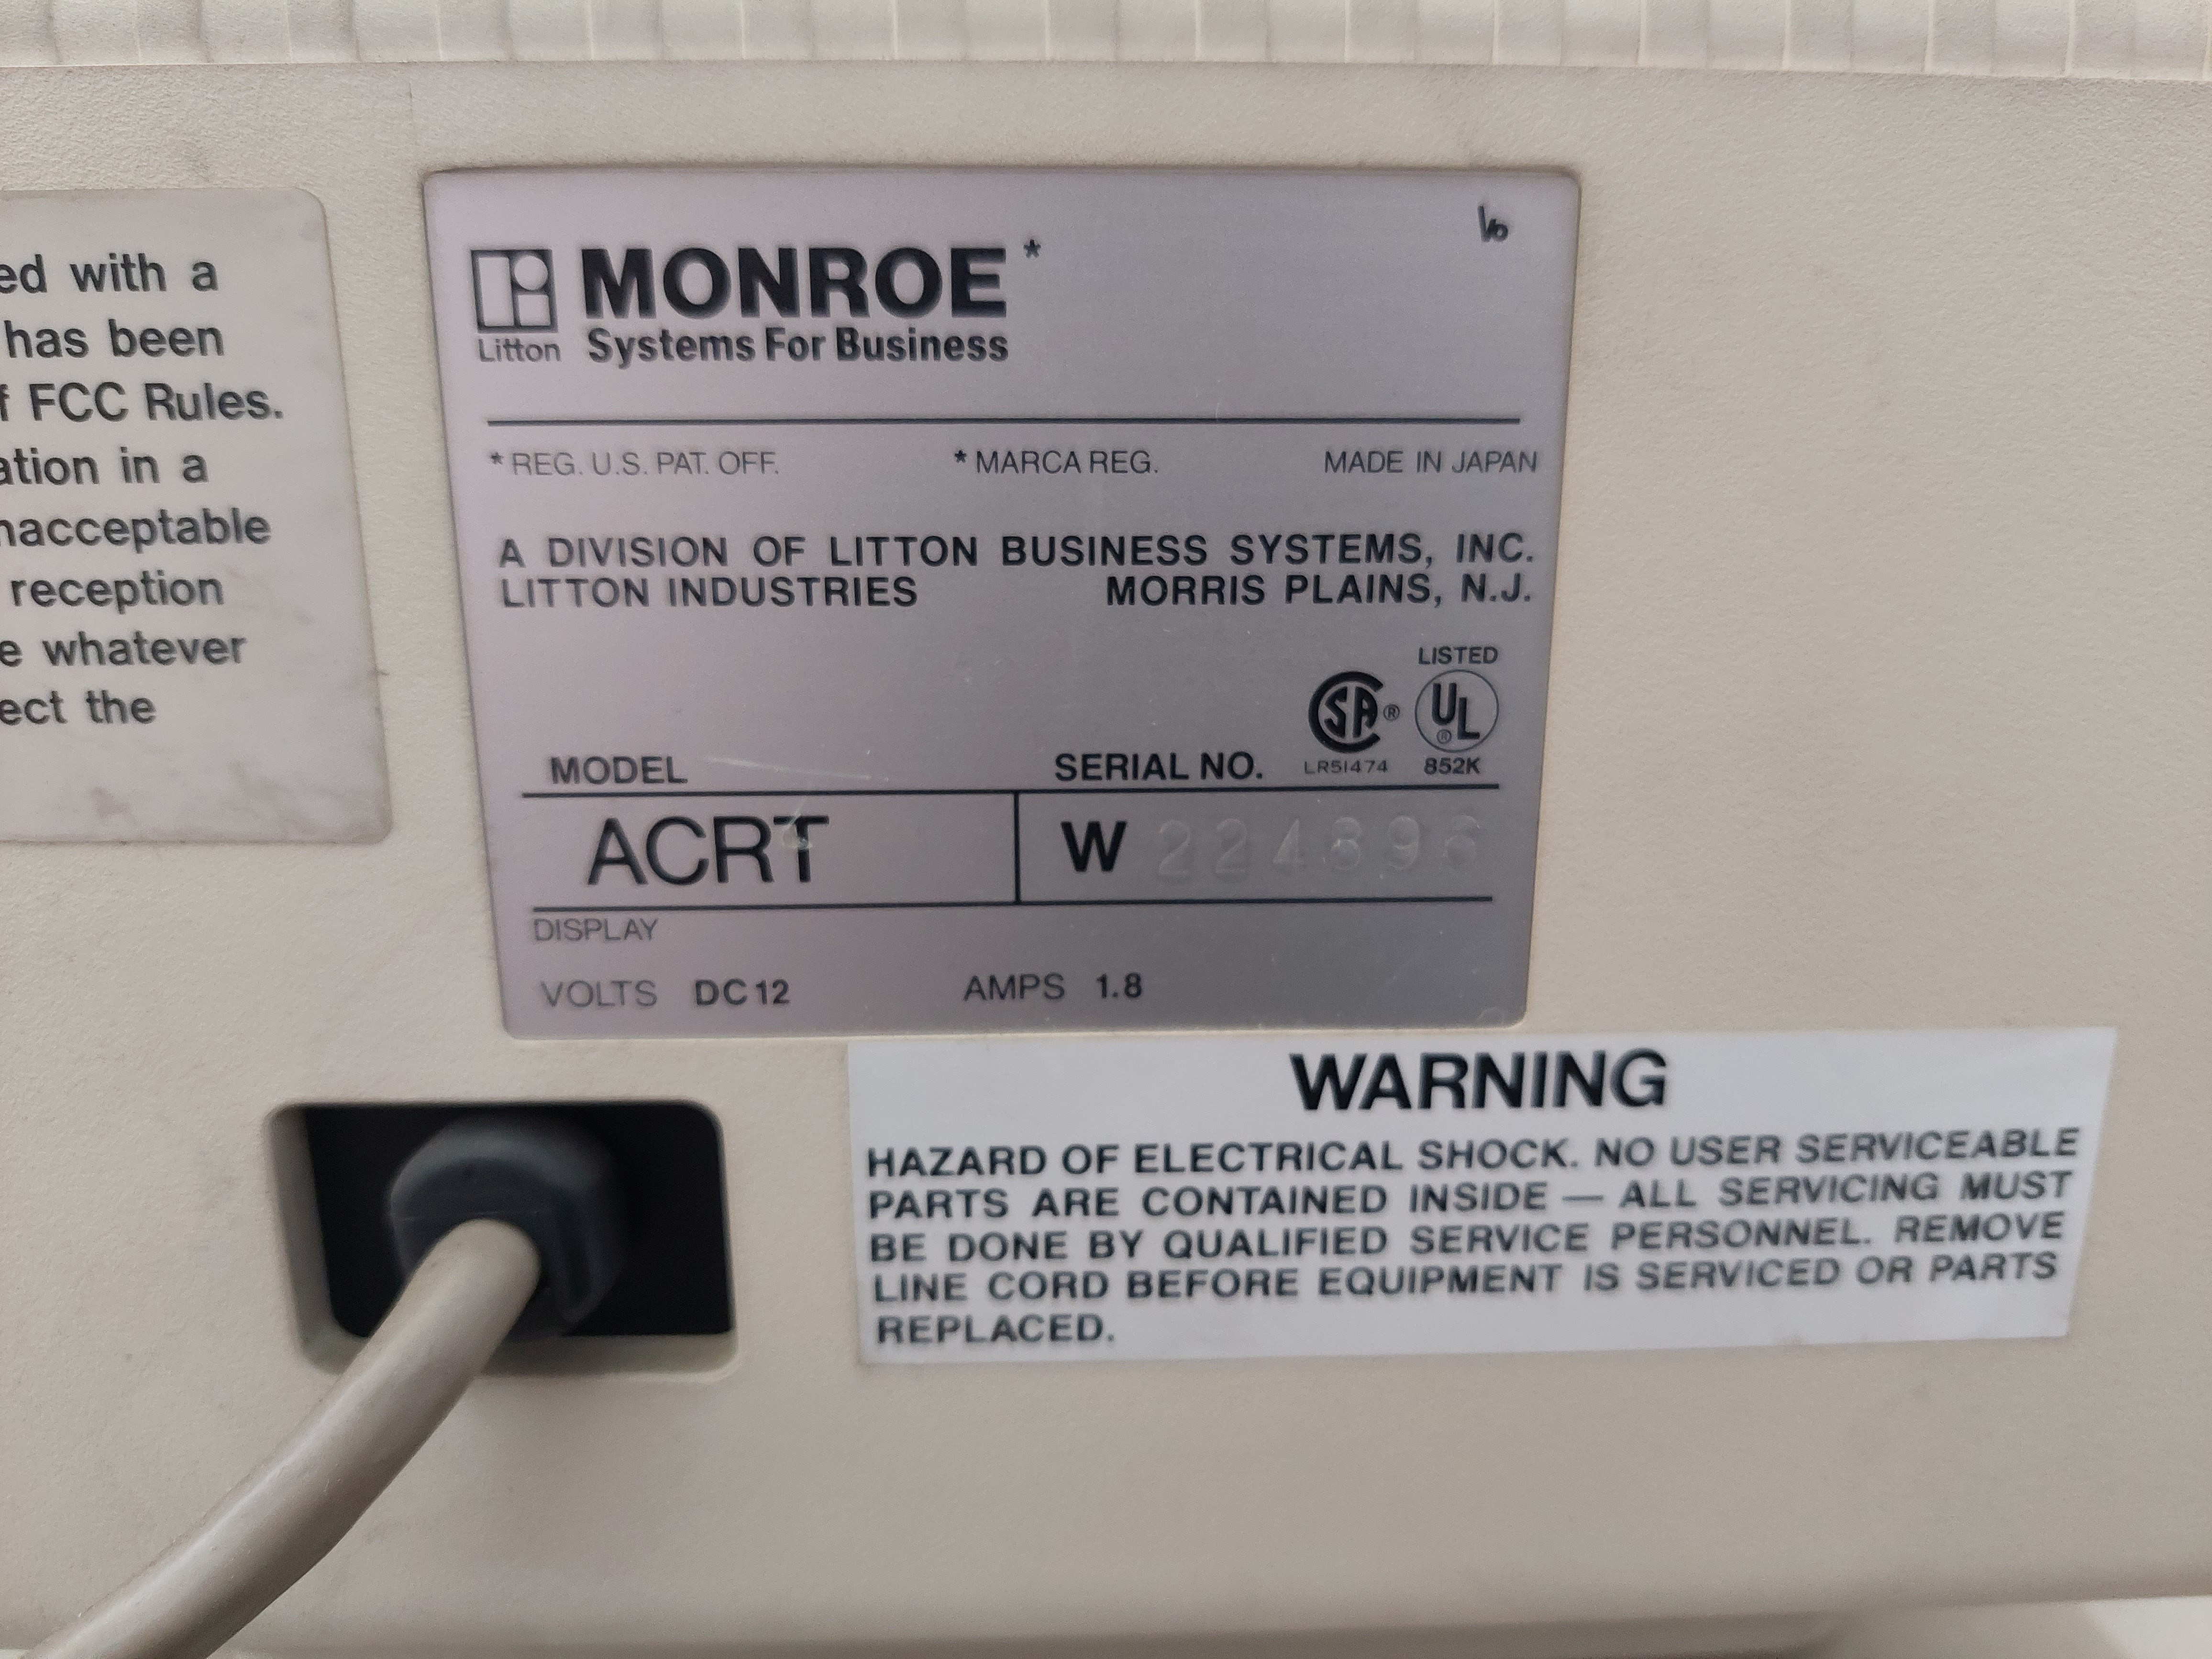 ed with a
has been
f FCC Rules.
ation in a
nacceptable
reception
e whatever
ect the
MONROE*
Litton Systems For Business
* REG. U.S. PAT. OFF. * MARCA REG. MADE IN JAPAN
A DIVISION OF LITTON BUSINESS SYSTEMS, INC.
LITTON INDUSTRIES MORRIS PLAINS, N.J.
LISTED
SA® UL®
MODEL SERIAL NO. LR51474 852K
ACRT W
DISPLAY
VOLTS DC12 AMPS 1.8
WARNING
HAZARD OF ELECTRICAL SHOCK. NO USER SERVICEABLE
PARTS ARE CONTAINED INSIDE — ALL SERVICING MUST
BE DONE BY QUALIFIED SERVICE PERSONNEL. REMOVE
LINE CORD BEFORE EQUIPMENT IS SERVICED OR PARTS
REPLACED.